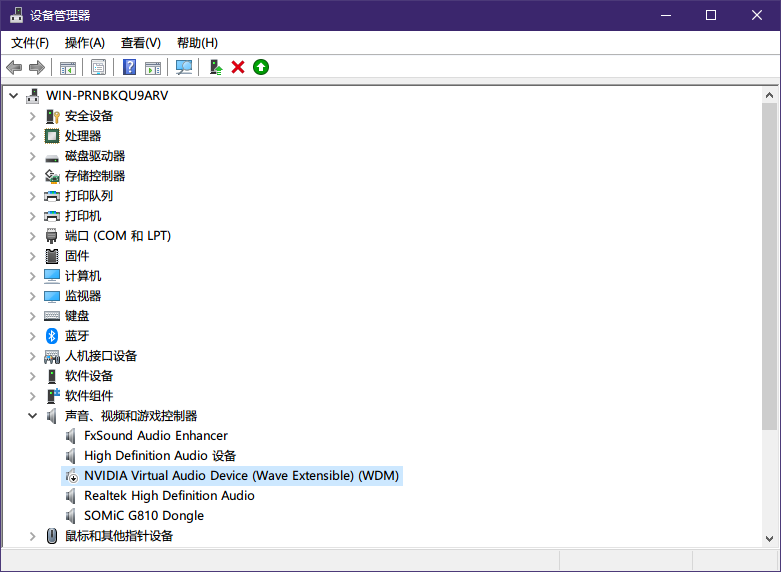 设备管理器
文件(F) 操作(A) 查看(V) 帮助(H)
WIN-PRNBKQU9ARV
安全设备
处理器
磁盘驱动器
存储控制器
打印队列
打印机
端口 (COM 和 LPT)
固件
计算机
监视器
键盘
蓝牙
人机接口设备
软件设备
软件组件
声音、视频和游戏控制器
FxSound Audio Enhancer
High Definition Audio 设备
NVIDIA Virtual Audio Device (Wave Extensible) (WDM)
Realtek High Definition Audio
SOMiC G810 Dongle
鼠标和其他指针设备